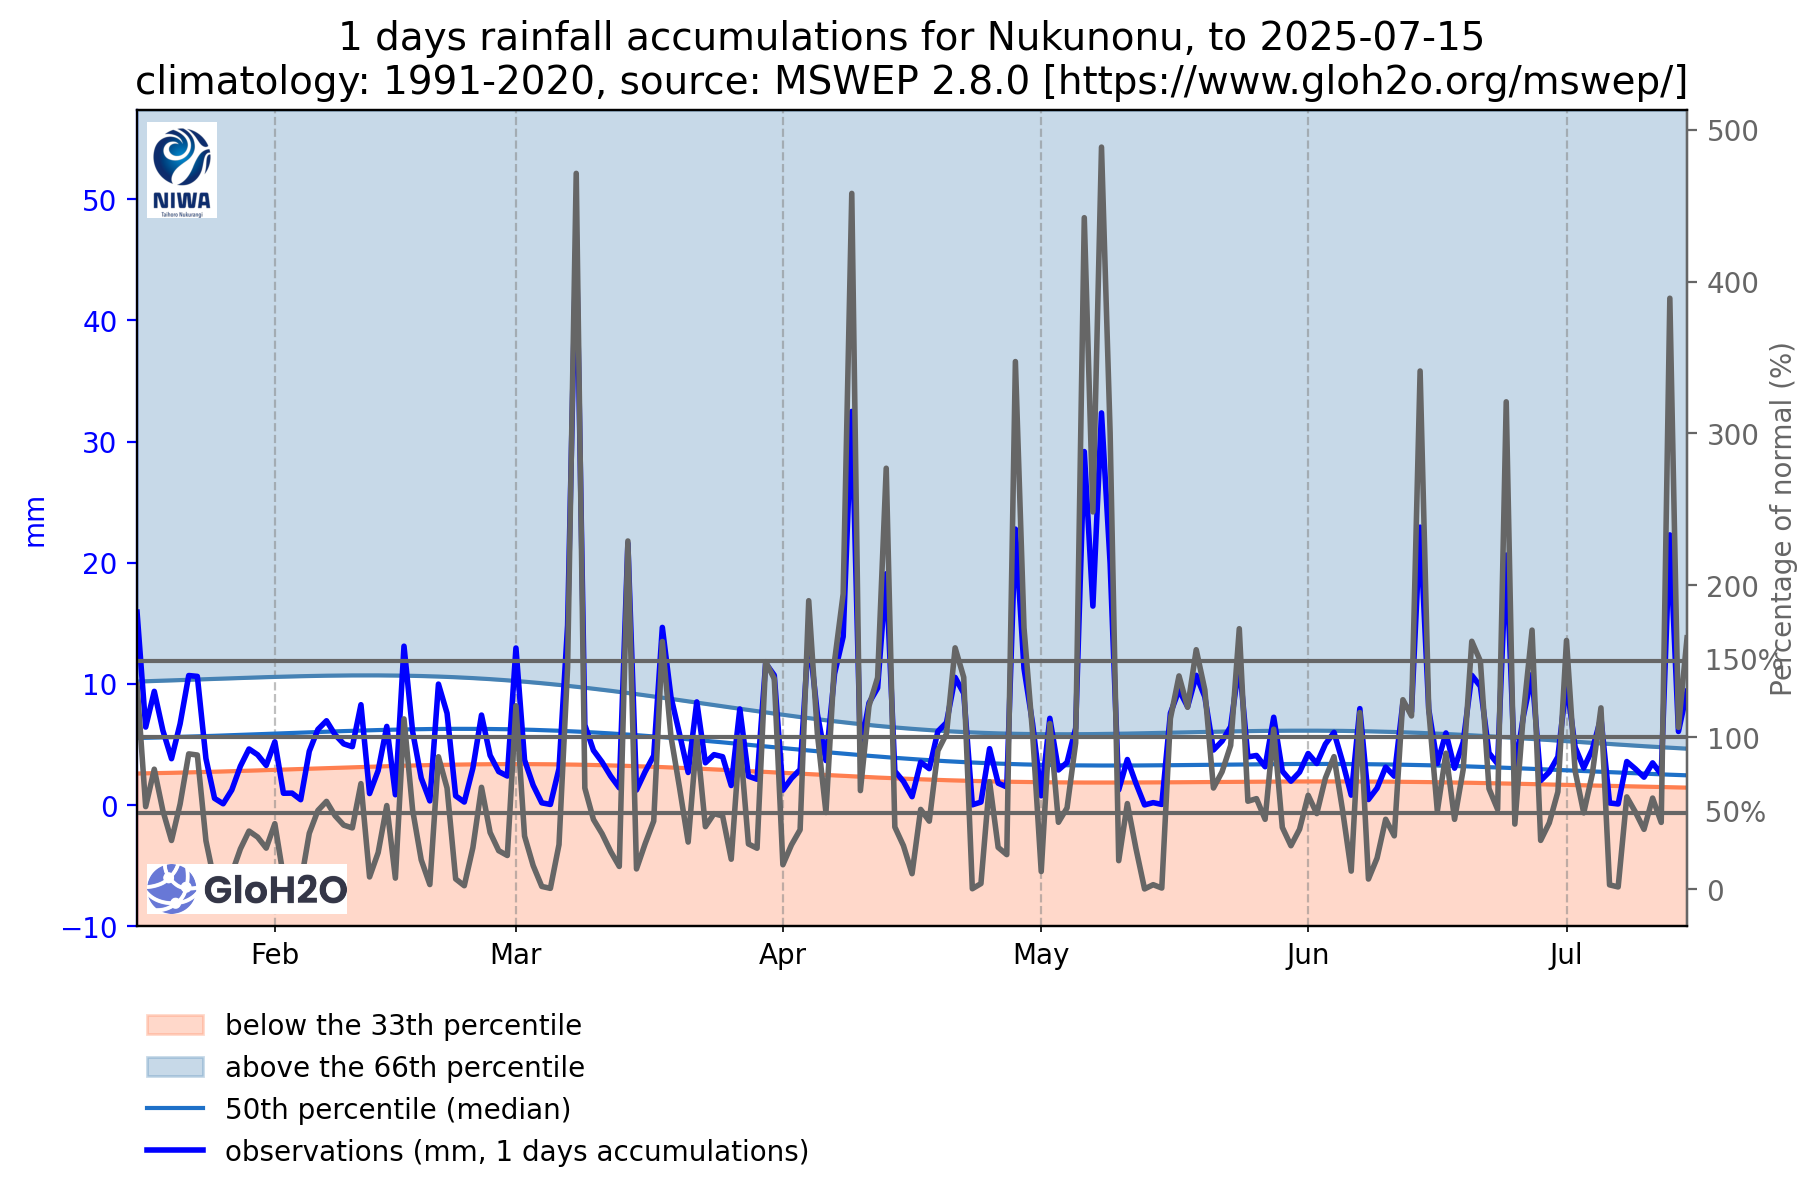 1 days rainfall accumulations for Nukunonu, to 2025-07-15
climatology: 1991-2020, source: MSWEP 2.8.0 [https://www.gloh2o.org/mswep/]
NIWA
Taihoro Nukurangi
50
40
30
20
10
0
−10
mm
500
400
300
200
150%
100
50%
0
Percentage of normal (%)
GloH2O
Feb
Mar
Apr
May
Jun
Jul
below the 33th percentile
above the 66th percentile
50th percentile (median)
observations (mm, 1 days accumulations)